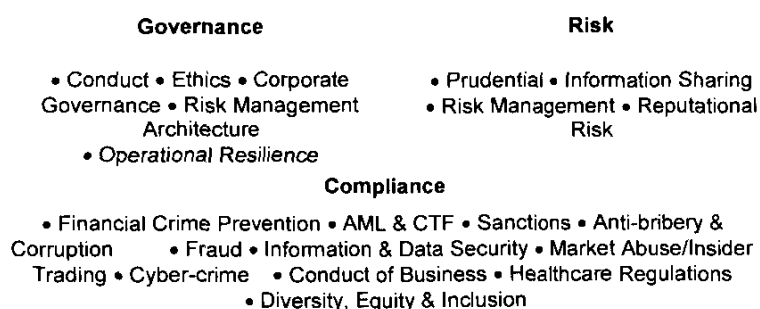 Governance
• Conduct • Ethics • Corporate
Governance • Risk Management
Architecture
• Operational Resilience
Risk
• Prudential • Information Sharing
• Risk Management • Reputational
Risk
Compliance
• Financial Crime Prevention • AML & CTF • Sanctions • Anti-bribery &
Corruption • Fraud • Information & Data Security • Market Abuse/Insider
Trading • Cyber-crime • Conduct of Business • Healthcare Regulations
• Diversity, Equity & Inclusion